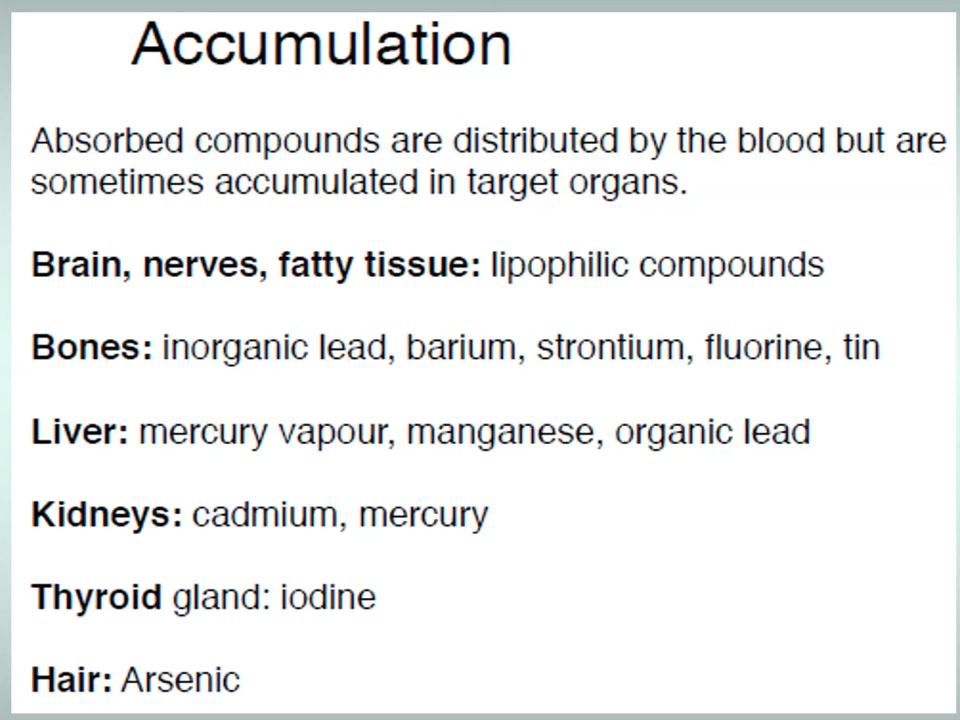 Accumulation
Absorbed compounds are distributed by the blood but are
sometimes accumulated in target organs.
Brain, nerves, fatty tissue: lipophilic compounds
Bones: inorganic lead, barium, strontium, fluorine, tin
Liver: mercury vapour, manganese, organic lead
Kidneys: cadmium, mercury
Thyroid gland: iodine
Hair: Arsenic